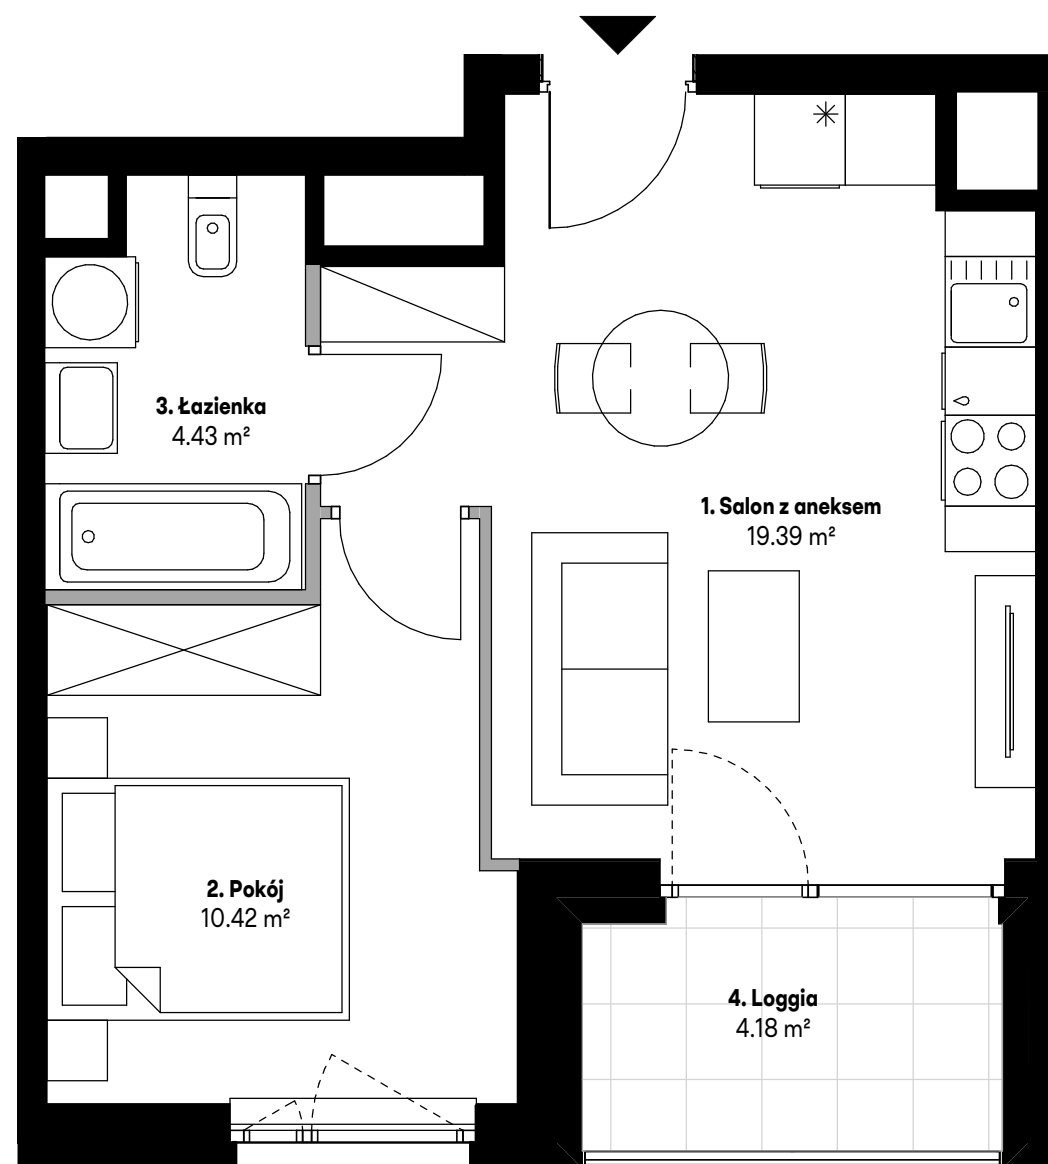 3. Łazienka
4.43 m²
1. Salon z aneksem
19.39 m²
2. Pokój
10.42 m²
4. Loggia
4.18 m²